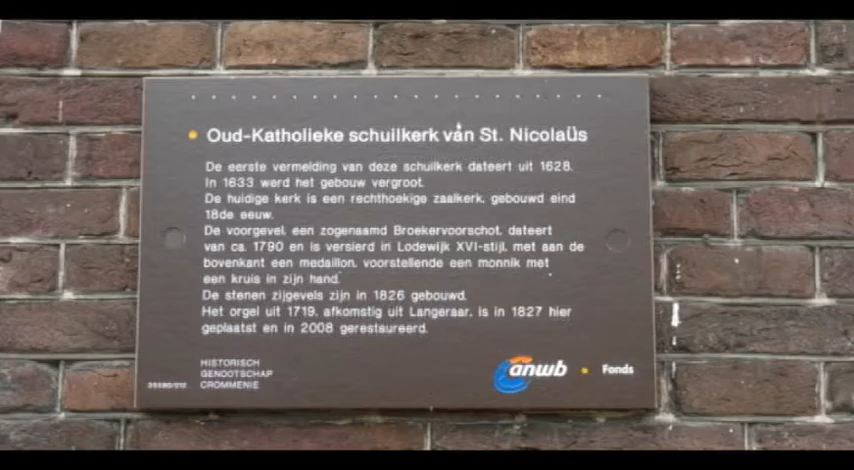 Oud-Katholieke schuilkerk van St. Nicolaüs
De eerste vermelding van deze schuilkerk dateert uit 1628.
In 1633 werd het gebouw vergroot.
De huidige kerk is een rechthoekige zaalkerk, gebouwd eind
18de eeuw.
De voorgevel, een zogenaamd Broekervoorschot, dateert
van ca. 1790 en is versierd in Lodewijk XVI-stijl, met aan de
bovenkant een medaillon, voorstellende een monnik met
een kruis in zijn hand.
De stenen zijgevels zijn in 1826 gebouwd.
Het orgel uit 1719, afkomstig uit Langeraar, is in 1827 hier
geplaatst en in 2008 gerestaureerd.
HISTORISCH
GENOOTSCHAP
CROMMENIE
anwb • Fonds